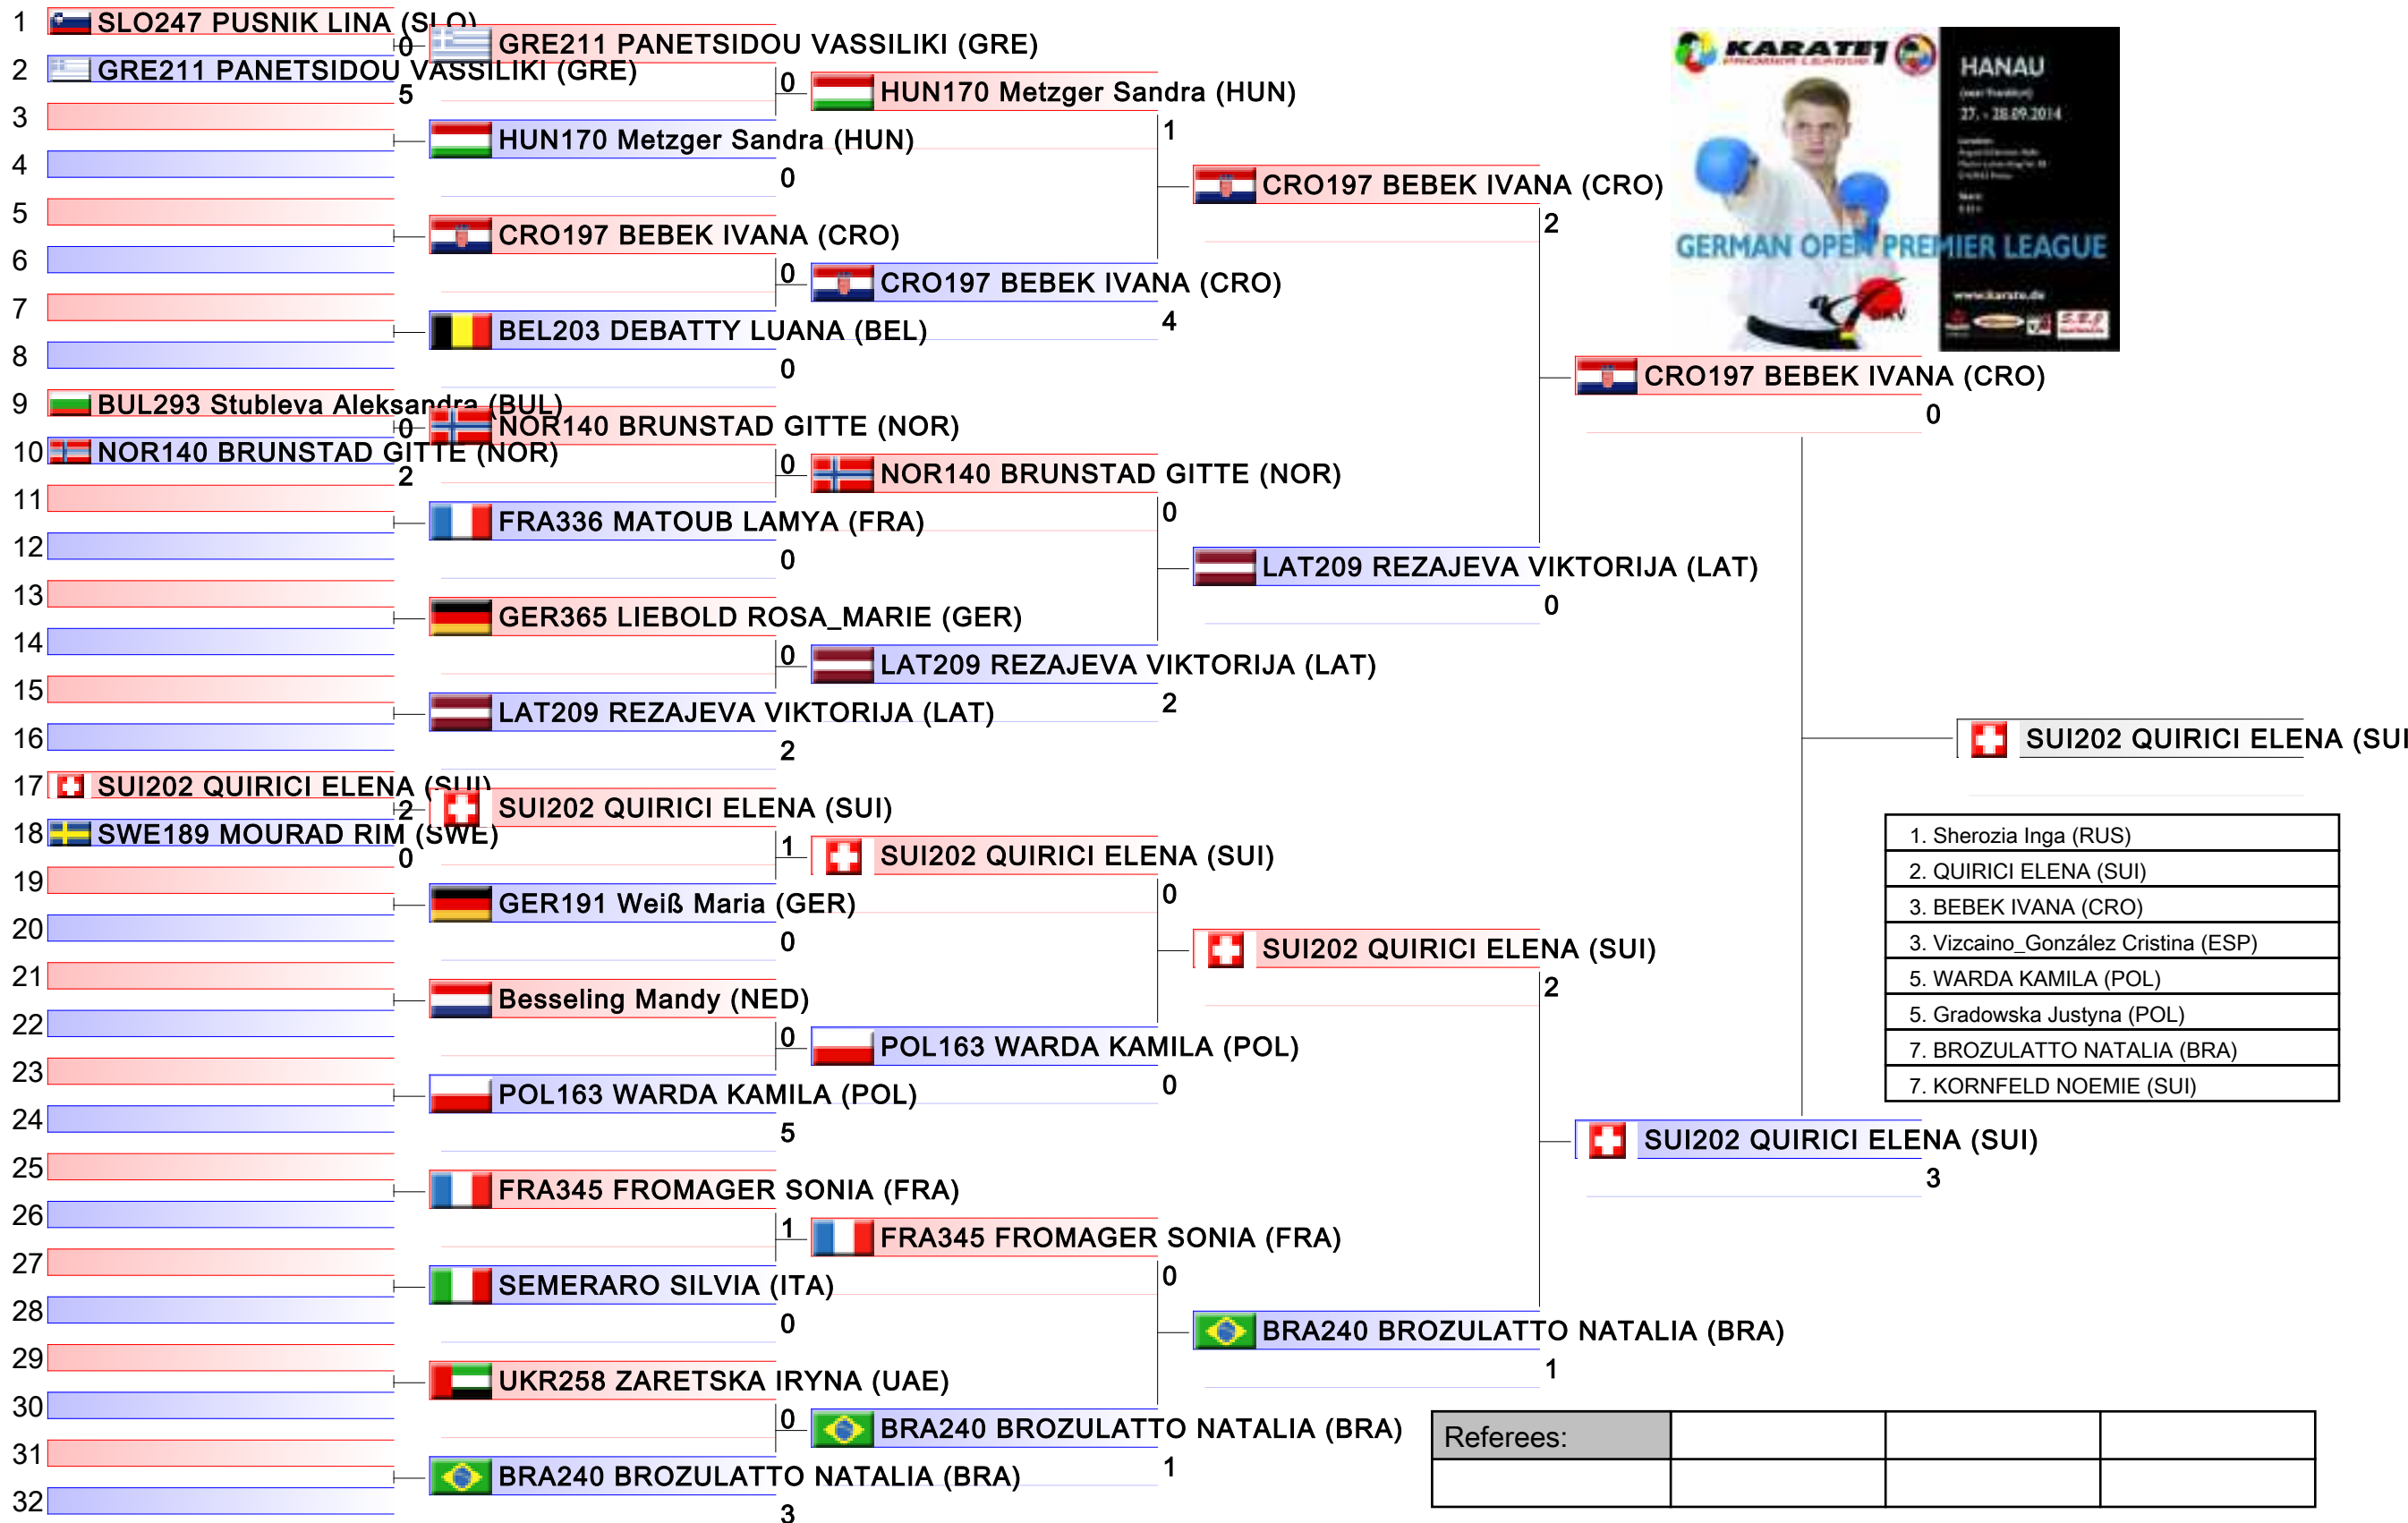 1 SLO247 PUSNIK LINA (SLO)
0
2 GRE211 PANETSIDOU VASSILIKI (GRE)
5
3
4
5
6
7
8
9 BUL293 Stubleva Aleksandra (BUL)
0
10 NOR140 BRUNSTAD GITTE (NOR)
2
11
12
13
14
15
16
17 SUI202 QUIRICI ELENA (SUI)
2
18 SWE189 MOURAD RIM (SWE)
0
19
20
21
22
23
24
25
26
27
28
29
30
31
32
GRE211 PANETSIDOU VASSILIKI (GRE)
0
HUN170 Metzger Sandra (HUN)
0
CRO197 BEBEK IVANA (CRO)
0
BEL203 DEBATTY LUANA (BEL)
0
NOR140 BRUNSTAD GITTE (NOR)
0
FRA336 MATOUB LAMYA (FRA)
0
GER365 LIEBOLD ROSA_MARIE (GER)
0
LAT209 REZAJEVA VIKTORIJA (LAT)
2
SUI202 QUIRICI ELENA (SUI)
1
GER191 Weiß Maria (GER)
0
Besseling Mandy (NED)
0
POL163 WARDA KAMILA (POL)
5
FRA345 FROMAGER SONIA (FRA)
1
SEMERARO SILVIA (ITA)
0
UKR258 ZARETSKA IRYNA (UAE)
0
BRA240 BROZULATTO NATALIA (BRA)
3
HUN170 Metzger Sandra (HUN)
1
CRO197 BEBEK IVANA (CRO)
4
NOR140 BRUNSTAD GITTE (NOR)
0
LAT209 REZAJEVA VIKTORIJA (LAT)
2
SUI202 QUIRICI ELENA (SUI)
0
POL163 WARDA KAMILA (POL)
0
FRA345 FROMAGER SONIA (FRA)
0
BRA240 BROZULATTO NATALIA (BRA)
1
CRO197 BEBEK IVANA (CRO)
2
LAT209 REZAJEVA VIKTORIJA (LAT)
0
SUI202 QUIRICI ELENA (SUI)
2
BRA240 BROZULATTO NATALIA (BRA)
1
CRO197 BEBEK IVANA (CRO)
0
SUI202 QUIRICI ELENA (SUI)
3
SUI202 QUIRICI ELENA (SUI
KARATE1
PREMIER LEAGUE
HANAU
(near Frankfurt)
27. - 28.09.2014
GERMAN OPEN PREMIER LEAGUE
www.karate.de
1. Sherozia Inga (RUS)
2. QUIRICI ELENA (SUI)
3. BEBEK IVANA (CRO)
3. Vizcaino_González Cristina (ESP)
5. WARDA KAMILA (POL)
5. Gradowska Justyna (POL)
7. BROZULATTO NATALIA (BRA)
7. KORNFELD NOEMIE (SUI)
Referees: